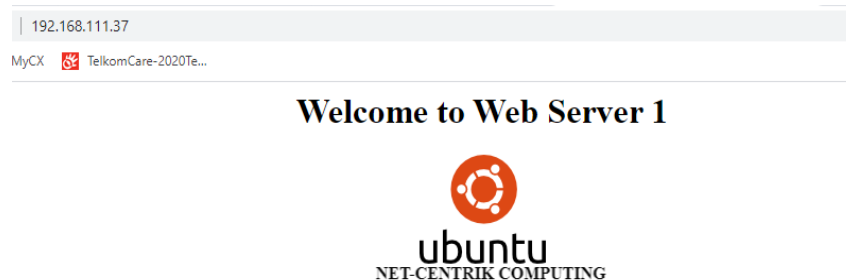 192.168.111.37
MyCX TelkomCare-2020Te...
Welcome to Web Server 1
ubuntu
NET-CENTRIK COMPUTING